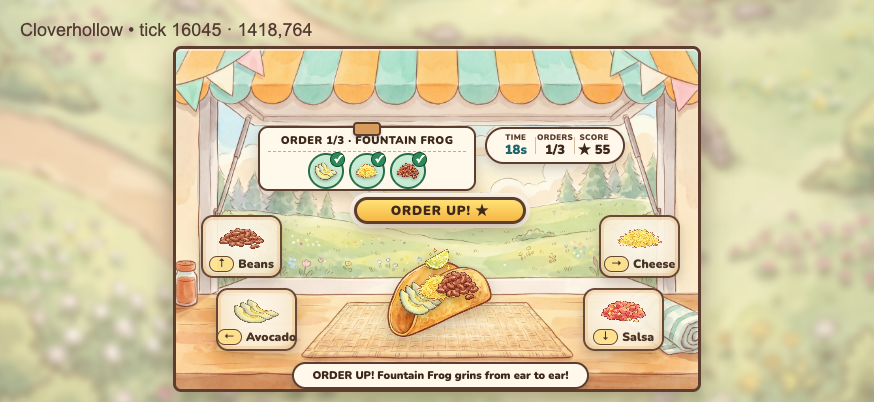 Cloverhollow • tick 16045 · 1418,764
ORDER 1/3 · FOUNTAIN FROG
TIME ORDERS SCORE
18s 1/3 ★ 55
ORDER UP! ★
↑ Beans
→ Cheese
← Avocado
↓ Salsa
ORDER UP! Fountain Frog grins from ear to ear!